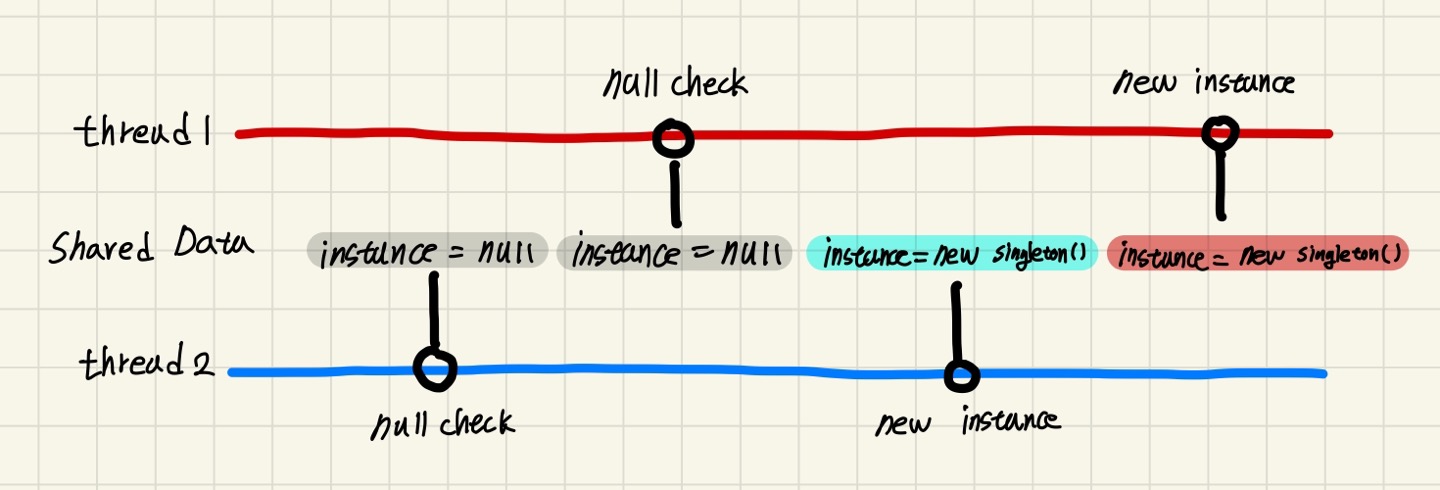 null check
new instance
thread 1
Shared Data
instance = null
instance = null
instance = new singleton()
instance = new singleton()
thread 2
null check
new instance